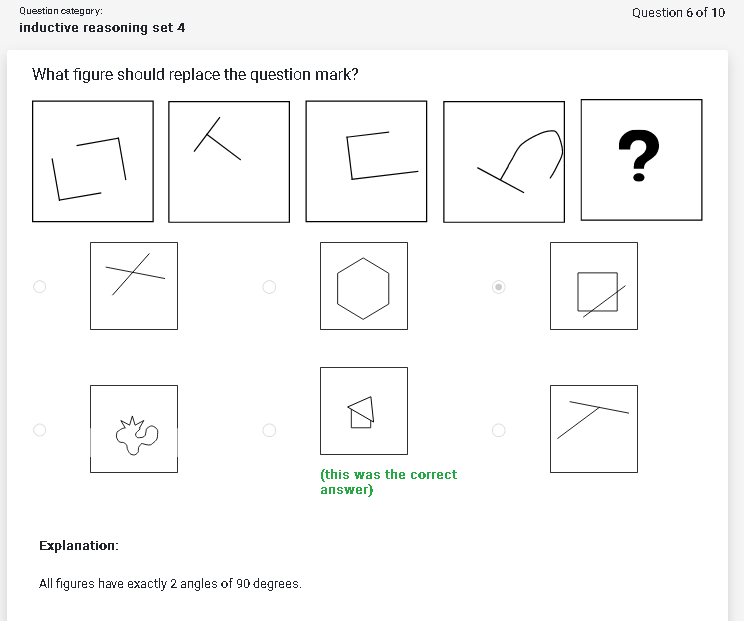 Question category:
Question 6 of 10
inductive reasoning set 4
What figure should replace the question mark?
?
(this was the correct
answer)
Explanation:
All figures have exactly 2 angles of 90 degrees.